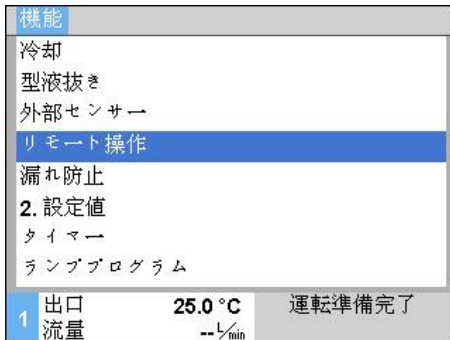 機能
冷却
型液抜き
外部センサー
リモート操作
漏れ防止
2. 設定値
タイマー
ランププログラム
1 出口 25.0 °C 運転準備完了
流量 -- L/min